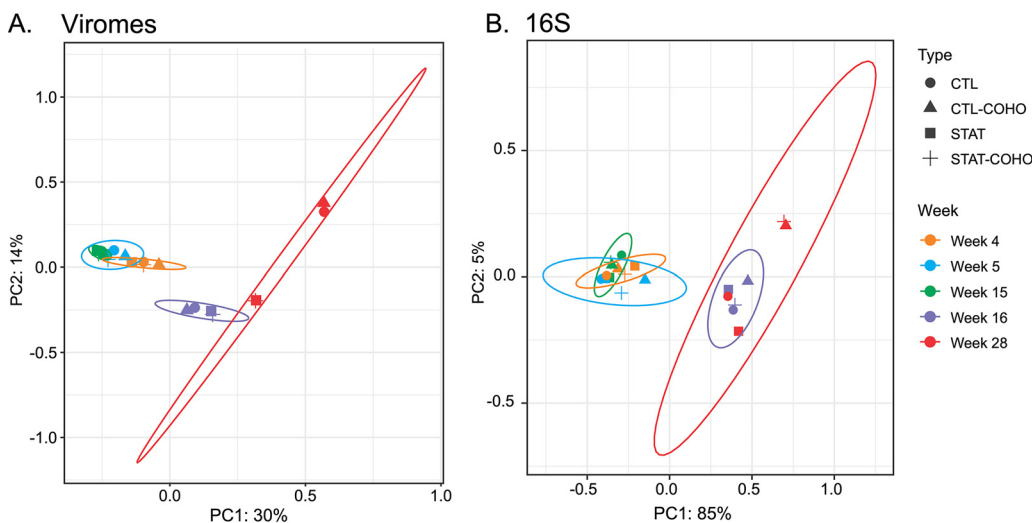 A. Viromes
B. 16S
PC2: 14%
1.0
0.5
0.0
-0.5
-1.0
0.0
0.5
1.0
PC1: 30%
PC2: 5%
0.5
0.0
-0.5
-0.5
0.0
0.5
1.0
PC1: 85%
Type
CTL
CTL-COHO
STAT
STAT-COHO
Week
Week 4
Week 5
Week 15
Week 16
Week 28